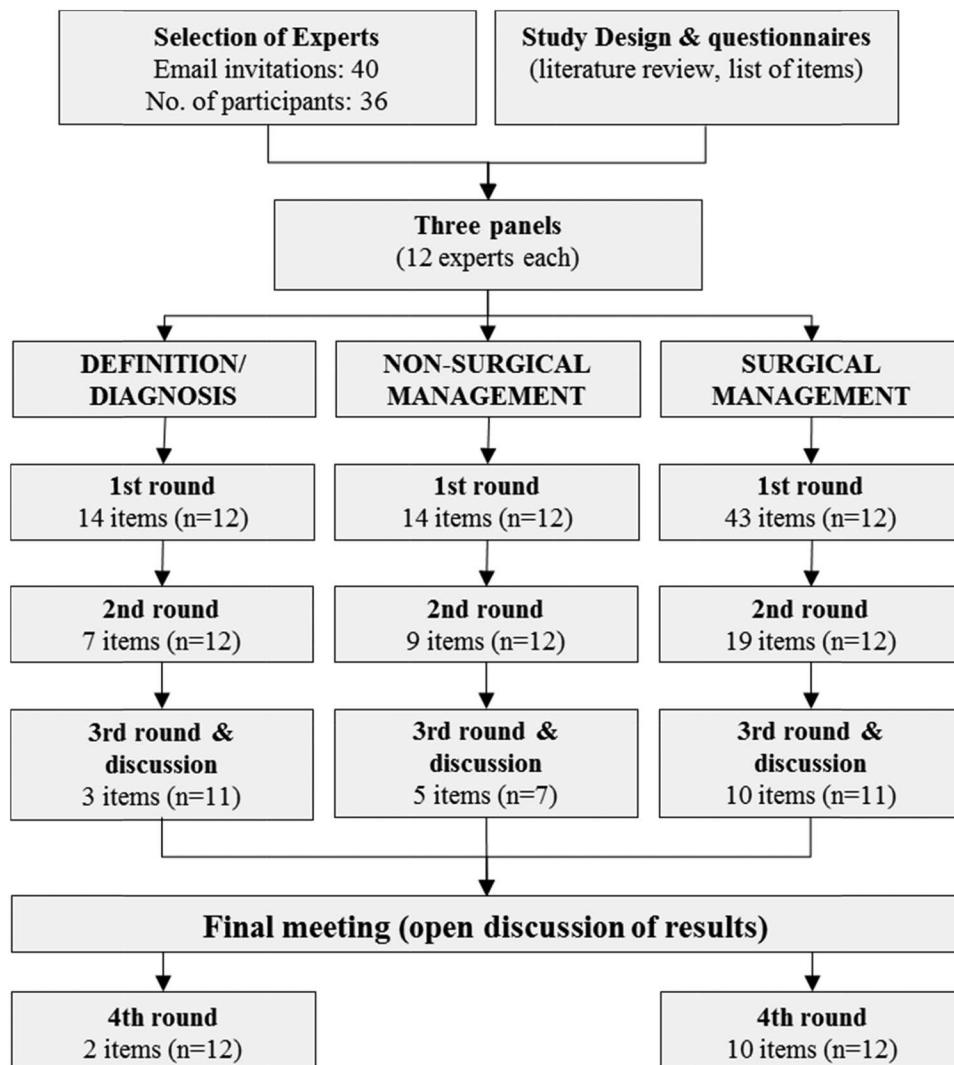 Selection of Experts
Email invitations: 40
No. of participants: 36
Study Design & questionnaires
(literature review, list of items)
Three panels
(12 experts each)
DEFINITION/
DIAGNOSIS
NON-SURGICAL
MANAGEMENT
SURGICAL
MANAGEMENT
1st round
14 items (n=12)
1st round
14 items (n=12)
1st round
43 items (n=12)
2nd round
7 items (n=12)
2nd round
9 items (n=12)
2nd round
19 items (n=12)
3rd round &
discussion
3 items (n=11)
3rd round &
discussion
5 items (n=7)
3rd round &
discussion
10 items (n=11)
Final meeting (open discussion of results)
4th round
2 items (n=12)
4th round
10 items (n=12)